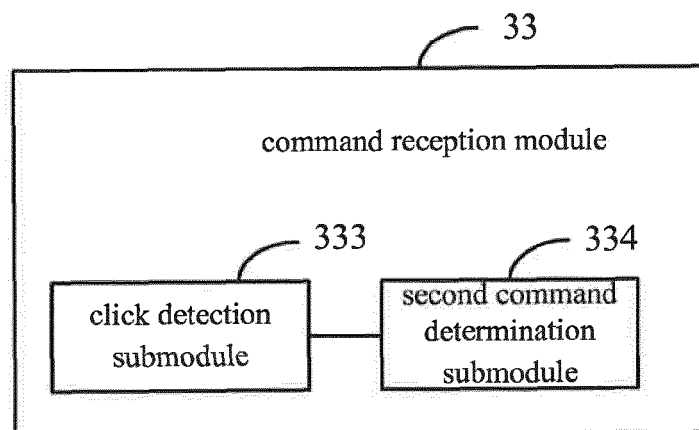 33
command reception module
333
334
click detection
submodule
second command
determination
submodule